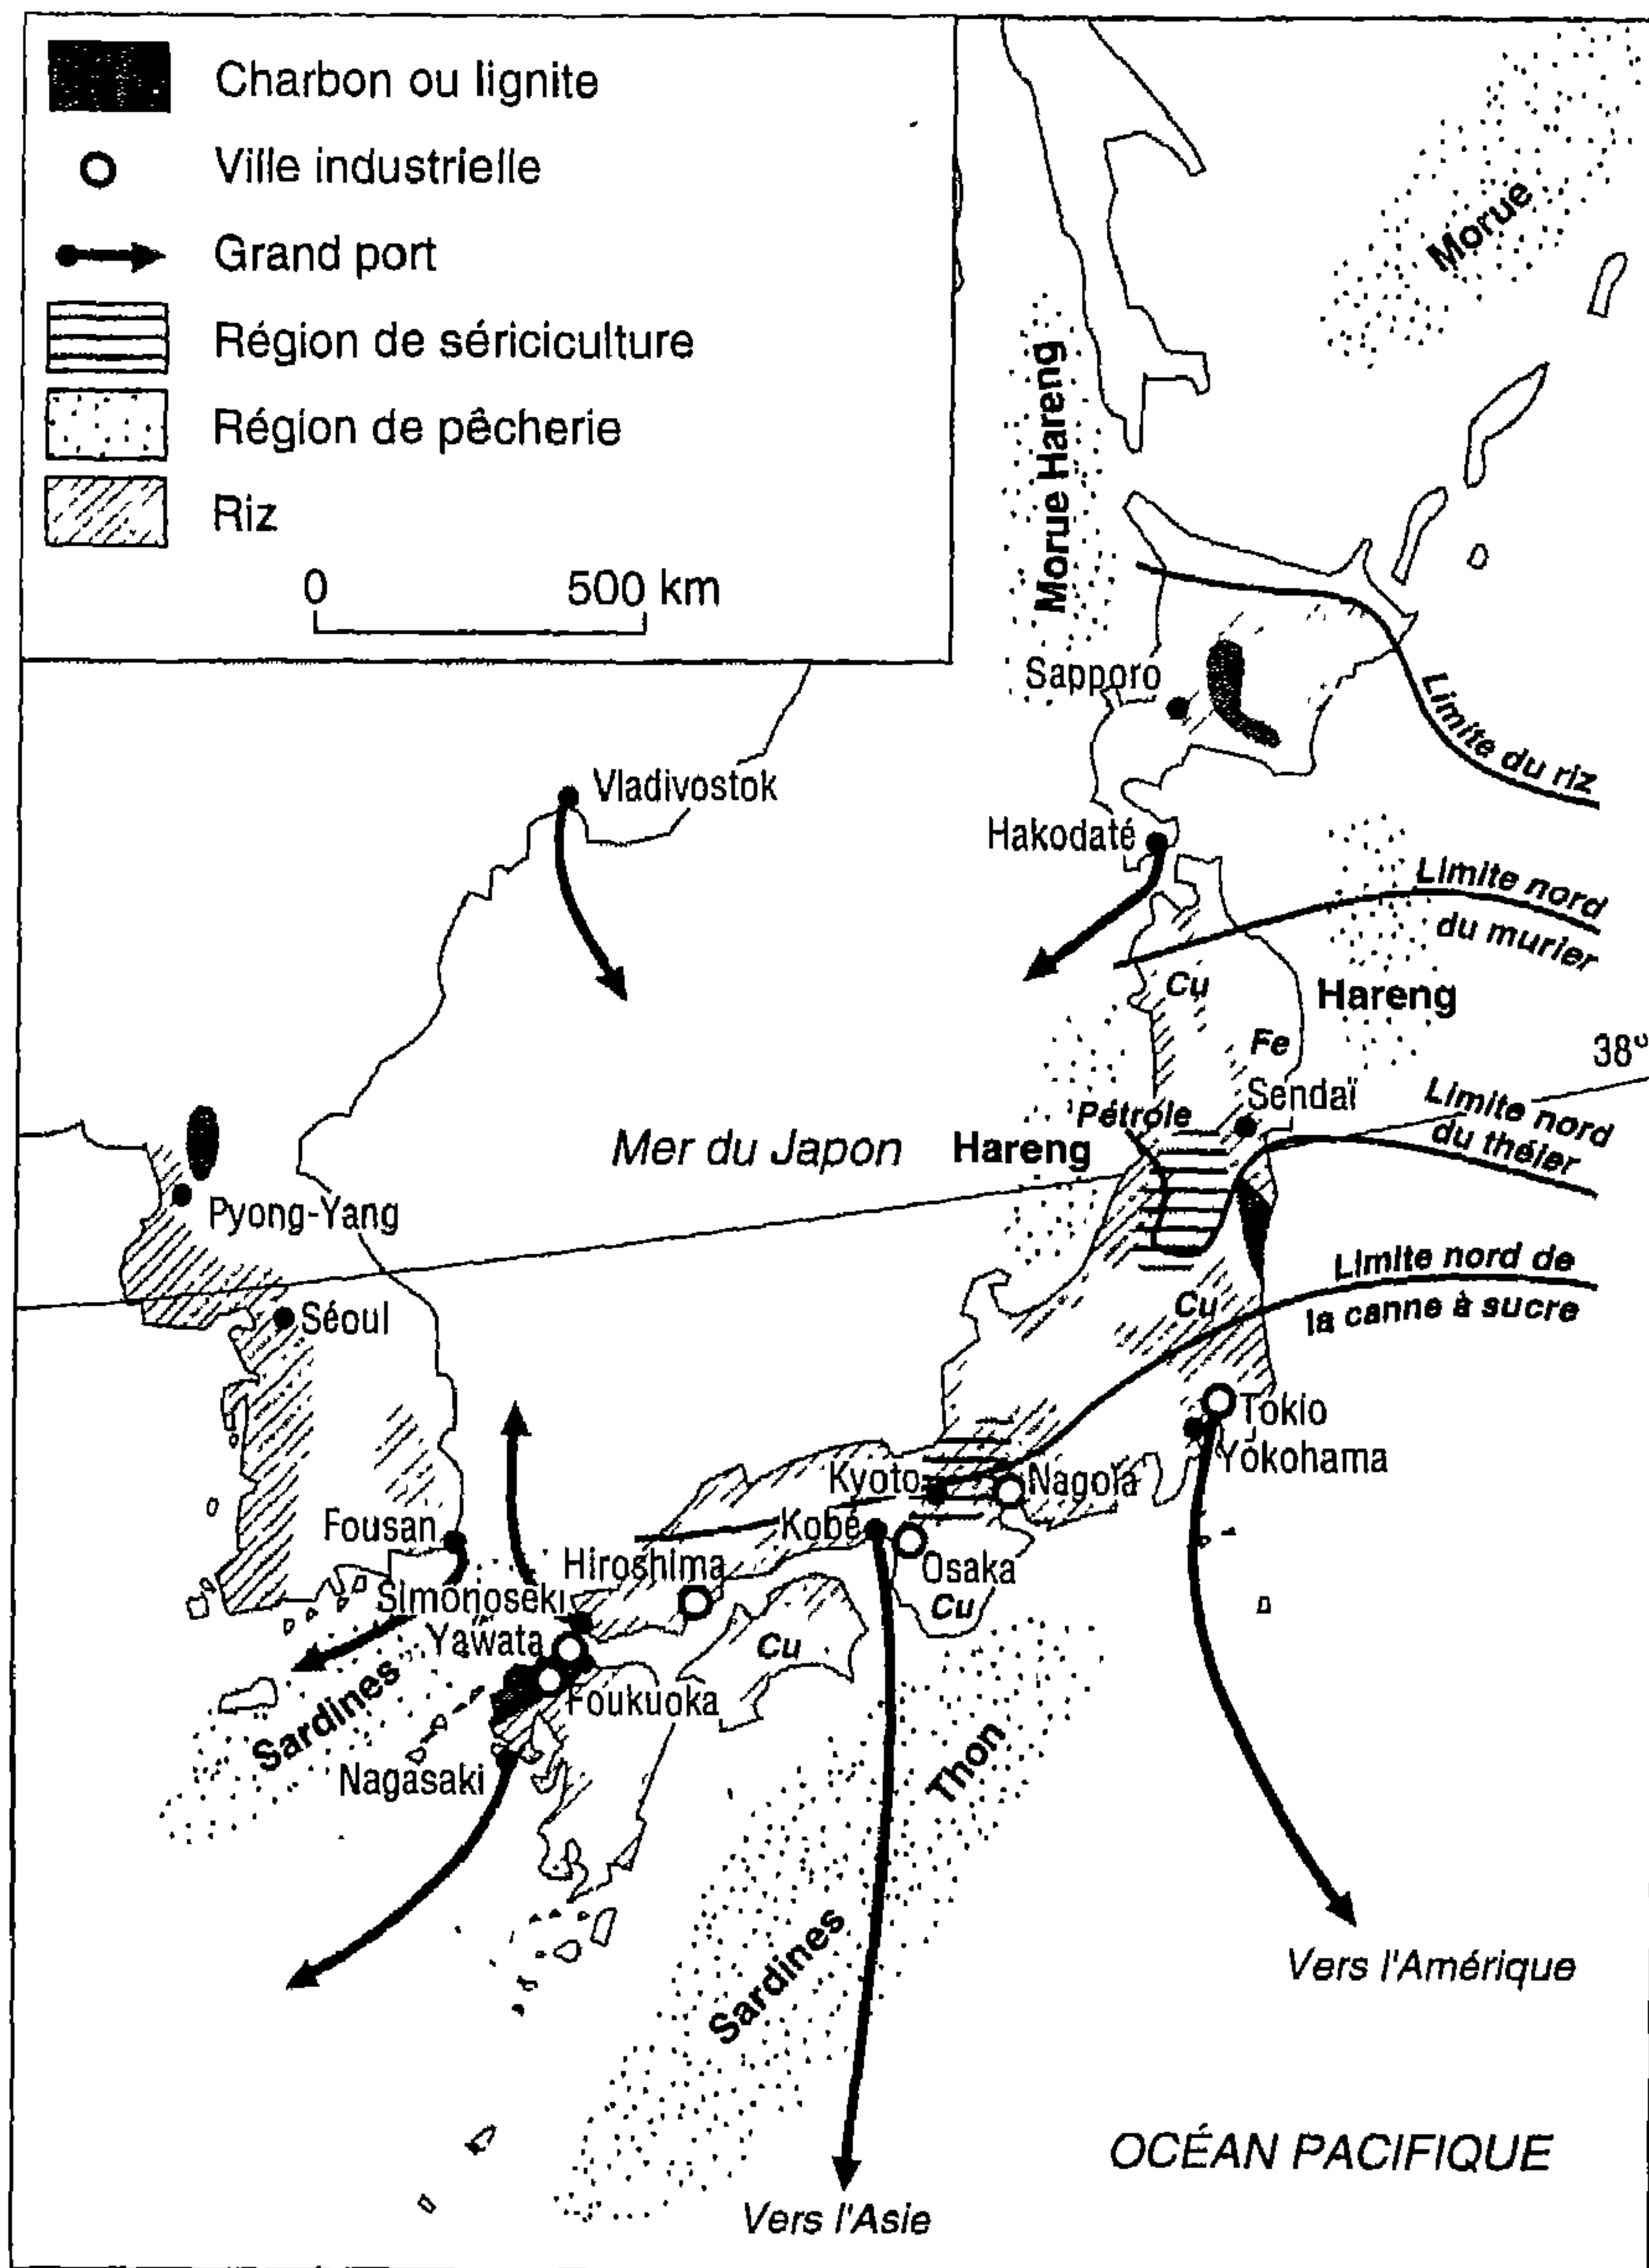 Charbon ou lignite
Ville industrielle
Grand port
Région de sériciculture
Région de pêcherie
Riz
0 500 km
Morue
Morue Hareng
Sapporo
Limite du riz
Vladivostok
Hakodaté
Limite nord
du murier
Cu
Hareng
Fe
38°
Sendaï
Limite nord
du théier
Pétrole
Mer du Japon
Hareng
Pyong-Yang
Limite nord de
la canne à sucre
Cu
Séoul
Tokio
Yokohama
Kyoto
Nagoïa
Fousan
Kobé
Hiroshima
Osaka
Simonoseki
Cu
Yawata
Cu
Foukuoka
Sardines
Thon
Nagasaki
Sardines
Vers l'Amérique
OCÉAN PACIFIQUE
Vers l'Asie